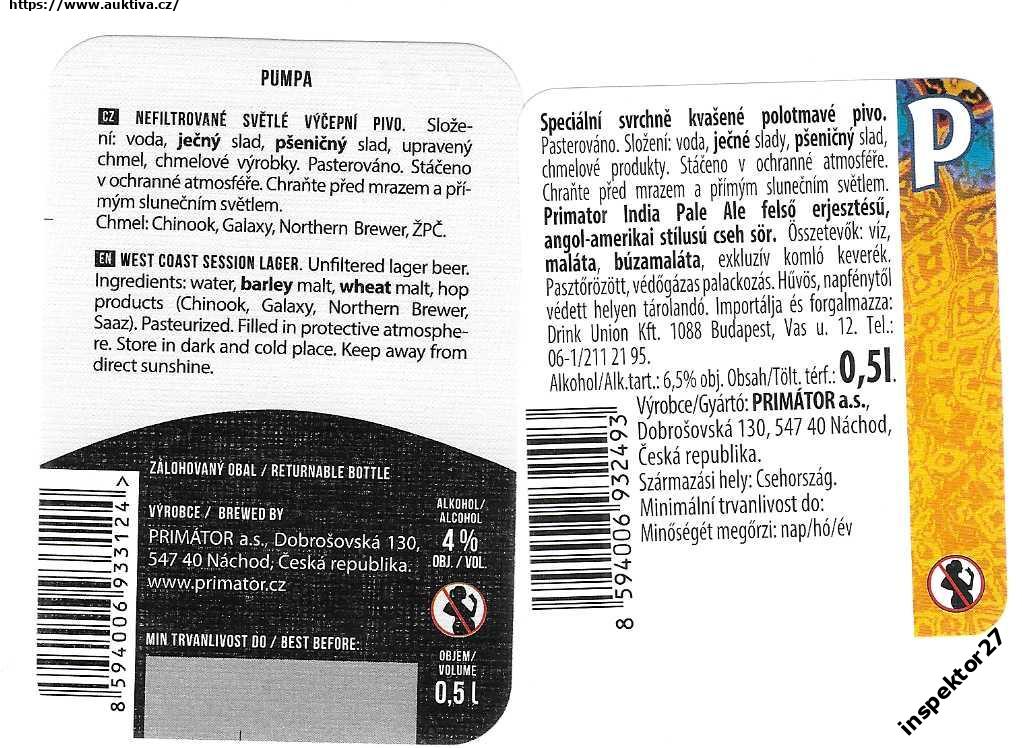 https://www.auktiva.cz/
PUMPA
CZ NEFILTROVANÉ SVĚTLÉ VÝČEPNÍ PIVO. Slože-
ní: voda, ječný slad, pšeničný slad, upravený
chmel, chmelové výrobky. Pasterováno. Stáčeno
v ochranné atmosféře. Chraňte před mrazem a pří-
mým slunečním světlem.
Chmel: Chinook, Galaxy, Northern Brewer, ŽPČ.
EN WEST COAST SESSION LAGER. Unfiltered lager beer.
Ingredients: water, barley malt, wheat malt, hop
products (Chinook, Galaxy, Northern Brewer,
Saaz). Pasteurized. Filled in protective atmosphe-
re. Store in dark and cold place. Keep away from
direct sunshine.
ZÁLOHOVANÝ OBAL / RETURNABLE BOTTLE
VÝROBCE / BREWED BY
PRIMÁTOR a.s., Dobrošovská 130,
547 40 Náchod, Česká republika.
www.primator.cz
ALKOHOL/
ALCOHOL
4 %
OBJ. / VOL.
MIN TRVANLIVOST DO / BEST BEFORE:
OBJEM/
VOLUME
0,5 l
8 594006 933124 >
Speciální svrchně kvašené polotmavé pivo.
Pasterováno. Složení: voda, ječné slady, pšeničný slad,
chmelové produkty. Stáčeno v ochranné atmosféře.
Chraňte před mrazem a přímým slunečním světlem.
Primator India Pale Ale felső erjesztésű,
angol-amerikai stílusú cseh sör. Összetevők: víz,
maláta, búzamaláta, exkluzív komló keverék.
Pasztőrözött, védőgázas palackozás. Hűvös, napfénytől
védett helyen tárolandó. Importálja és forgalmazza:
Drink Union Kft. 1088 Budapest, Vas u. 12. Tel.:
06-1/211 21 95.
Alkohol/Alk.tart.: 6,5% obj. Obsah/Tölt. térf.: 0,5l.
Výrobce/Gyártó: PRIMÁTOR a.s.,
Dobrošovská 130, 547 40 Náchod,
Česká republika.
Származási hely: Csehország.
Minimální trvanlivost do:
Minőségét megőrzi: nap/hó/év
8 594006 932493
P
inspektor27